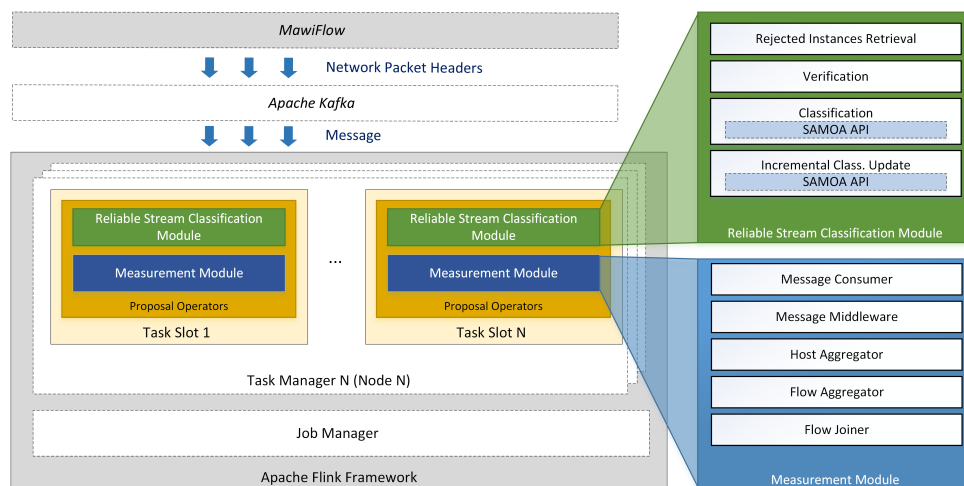 MawiFlow
Network Packet Headers
Apache Kafka
Message
Reliable Stream Classification
Module
Measurement Module
Proposal Operators
Task Slot 1
...
Reliable Stream Classification
Module
Measurement Module
Proposal Operators
Task Slot N
Task Manager N (Node N)
Job Manager
Apache Flink Framework
Rejected Instances Retrieval
Verification
Classification
SAMOA API
Incremental Class. Update
SAMOA API
Reliable Stream Classification Module
Message Consumer
Message Middleware
Host Aggregator
Flow Aggregator
Flow Joiner
Measurement Module